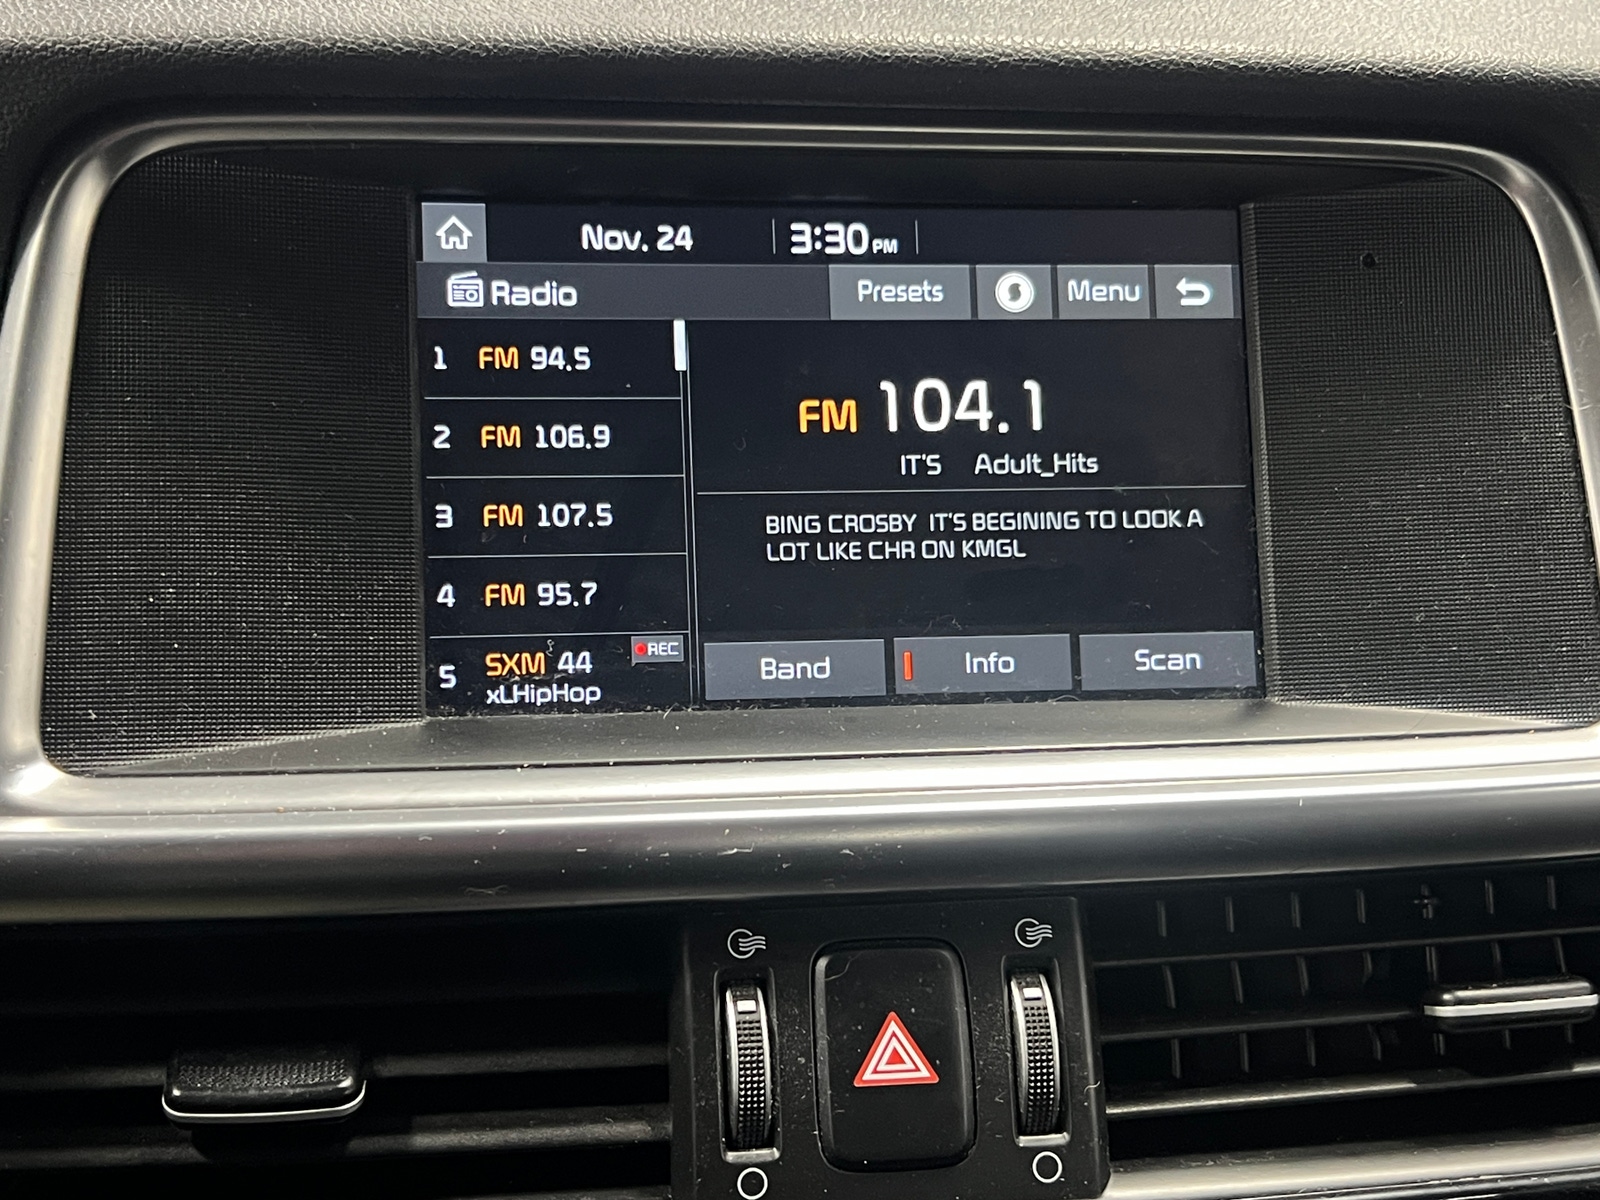 Nov. 24 3:30 PM
Radio Presets Menu
1 FM 94.5
2 FM 106.9
3 FM 107.5
4 FM 95.7
5 SXM 44 REC
xLHipHop
FM 104.1
IT'S Adult_Hits
BING CROSBY IT'S BEGINING TO LOOK A
LOT LIKE CHR ON KMGL
Band Info Scan